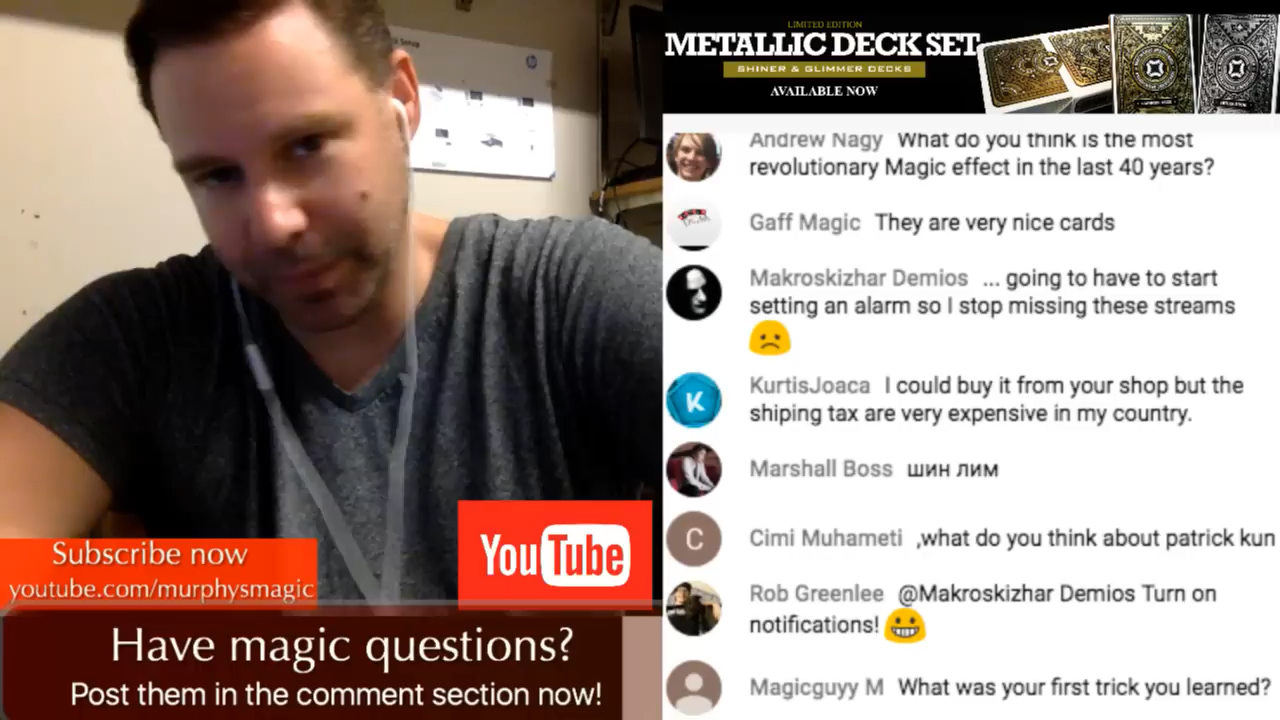 LIMITED EDITION
METALLIC DECK SET
SHINER & GLIMMER DECKS
AVAILABLE NOW
Andrew Nagy What do you think is the most
revolutionary Magic effect in the last 40 years?
Gaff Magic They are very nice cards
Makroskizhar Demios ... going to have to start
setting an alarm so I stop missing these streams
KurtisJoaca I could buy it from your shop but the
K
shiping tax are very expensive in my country.
Marshall Boss шин лим
C
Cimi Muhameti ,what do you think about patrick kun
Rob Greenlee @Makroskizhar Demios Turn on
notifications!
Magicguyy M What was your first trick you learned?
hp
YouTube
Subscribe now
youtube.com/murphysmagic
Have magic questions?
Post them in the comment section now!